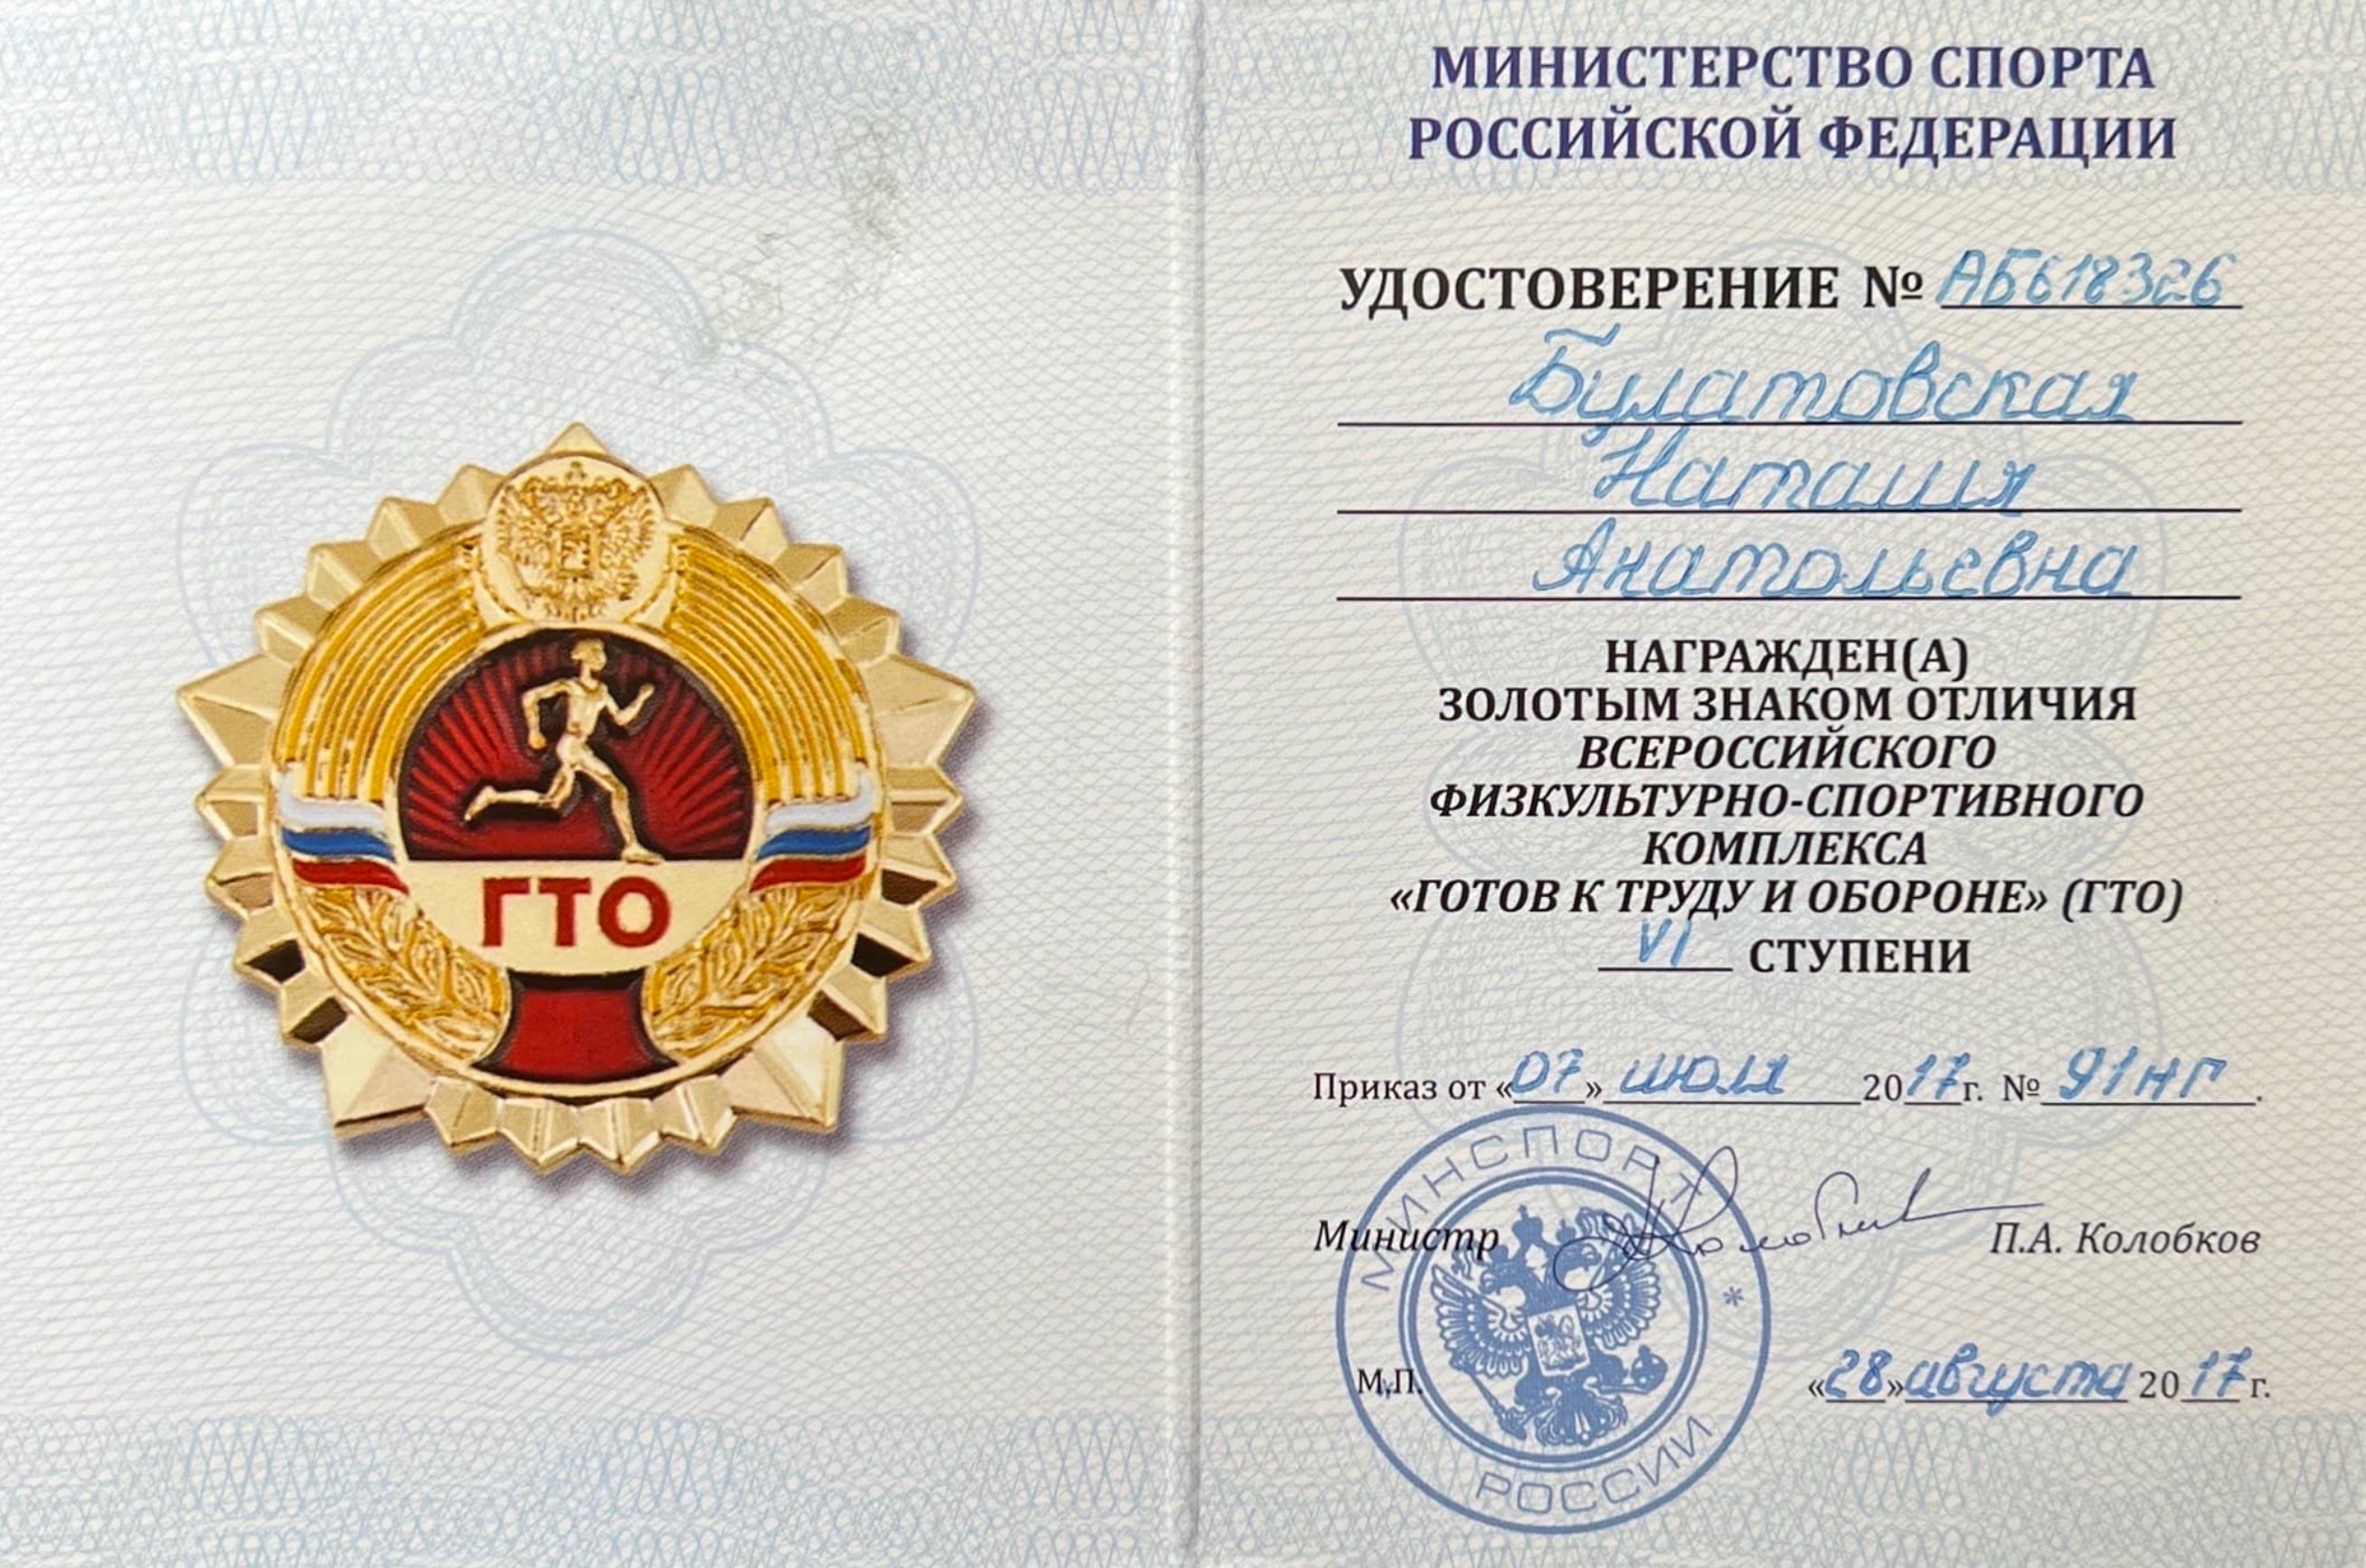 ГТО
МИНИСТЕРСТВО СПОРТА
РОССИЙСКОЙ ФЕДЕРАЦИИ
УДОСТОВЕРЕНИЕ № АБ618326
Булатовская
Наталия
Анатольевна
НАГРАЖДЕН(А)
ЗОЛОТЫМ ЗНАКОМ ОТЛИЧИЯ
ВСЕРОССИЙСКОГО
ФИЗКУЛЬТУРНО-СПОРТИВНОГО
КОМПЛЕКСА
«ГОТОВ К ТРУДУ И ОБОРОНЕ» (ГТО)
VI СТУПЕНИ
Приказ от «07» июля 2017г. № 91нг.
Министр П.А. Колобков
МИНСПОРТ РОССИИ
М.П. «28» августа 2017г.